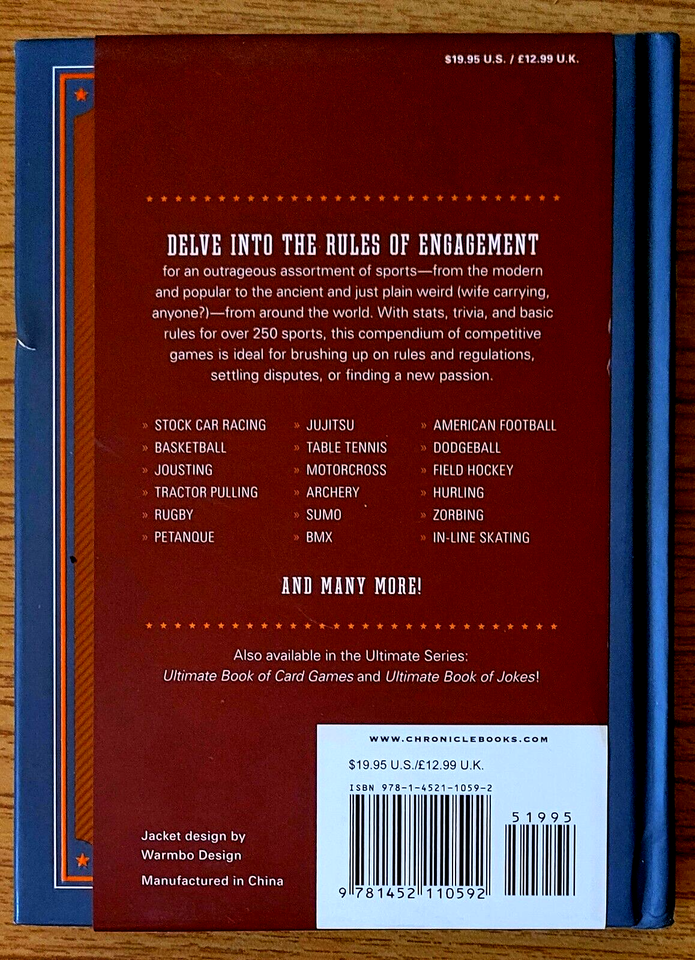 $19.95 U.S. / £12.99 U.K.
DELVE INTO THE RULES OF ENGAGEMENT
for an outrageous assortment of sports—from the modern
and popular to the ancient and just plain weird (wife carrying,
anyone?)—from around the world. With stats, trivia, and basic
rules for over 250 sports, this compendium of competitive
games is ideal for brushing up on rules and regulations,
settling disputes, or finding a new passion.
» STOCK CAR RACING
» BASKETBALL
» JOUSTING
» TRACTOR PULLING
» RUGBY
» PETANQUE
» JUJITSU
» TABLE TENNIS
» MOTORCROSS
» ARCHERY
» SUMO
» BMX
» AMERICAN FOOTBALL
» DODGEBALL
» FIELD HOCKEY
» HURLING
» ZORBING
» IN-LINE SKATING
AND MANY MORE!
Also available in the Ultimate Series:
Ultimate Book of Card Games and Ultimate Book of Jokes!
Jacket design by
Warmbo Design
Manufactured in China
WWW.CHRONICLEBOOKS.COM
$19.95 U.S./£12.99 U.K.
ISBN 978-1-4521-1059-2
51995
9 781452 110592